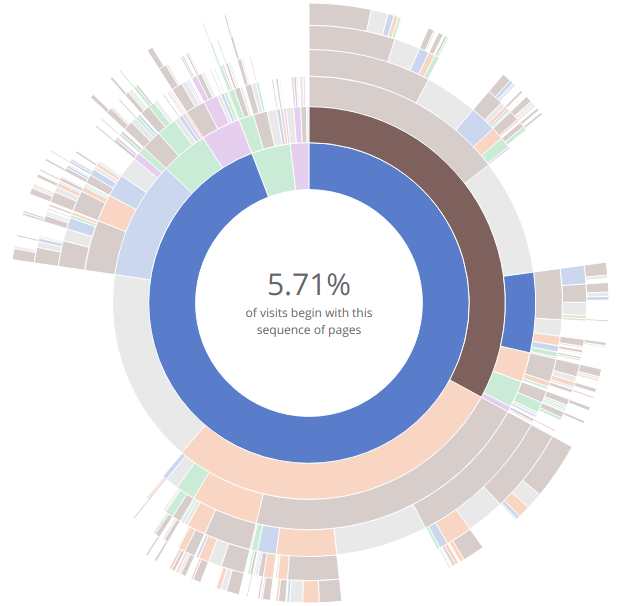 5.71%
of visits begin with this
sequence of pages